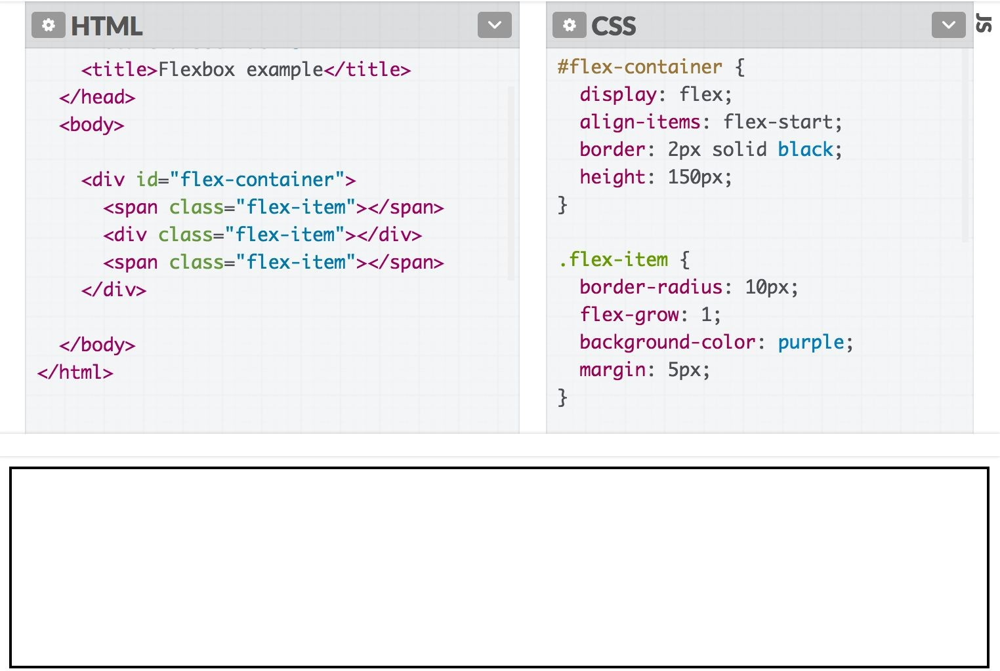 HTML
<title>Flexbox example</title>
</head>
<body>
<div id="flex-container">
<span class="flex-item"></span>
<div class="flex-item"></div>
<span class="flex-item"></span>
</div>
</body>
</html>
CSS
#flex-container {
display: flex;
align-items: flex-start;
border: 2px solid black;
height: 150px;
}
.flex-item {
border-radius: 10px;
flex-grow: 1;
background-color: purple;
margin: 5px;
}
JS